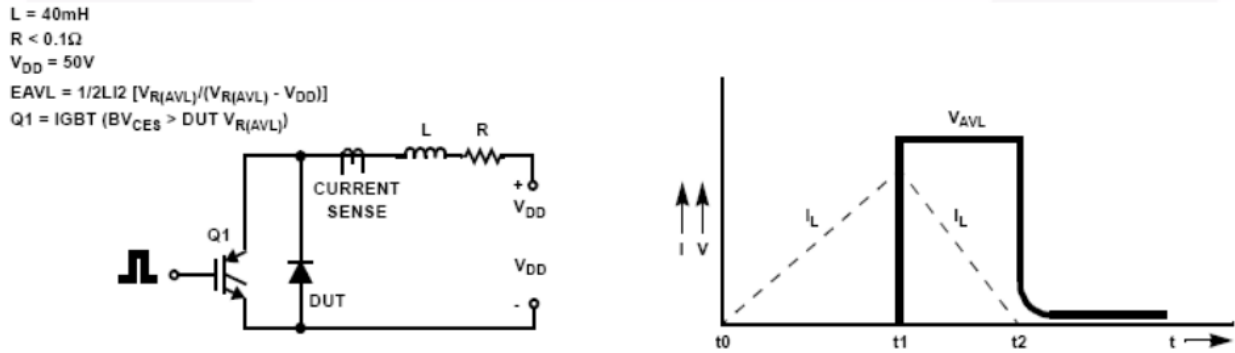 L = 40mH
R < 0.1Ω
VDD = 50V
EAVL = 1/2LI2 [VR(AVL)/(VR(AVL) - VDD)]
Q1 = IGBT (BVCES > DUT VR(AVL))
L R
CURRENT
SENSE
+
VDD
Q1
VDD
DUT
-
VAVL
IL IL
I V
t0 t1 t2 t